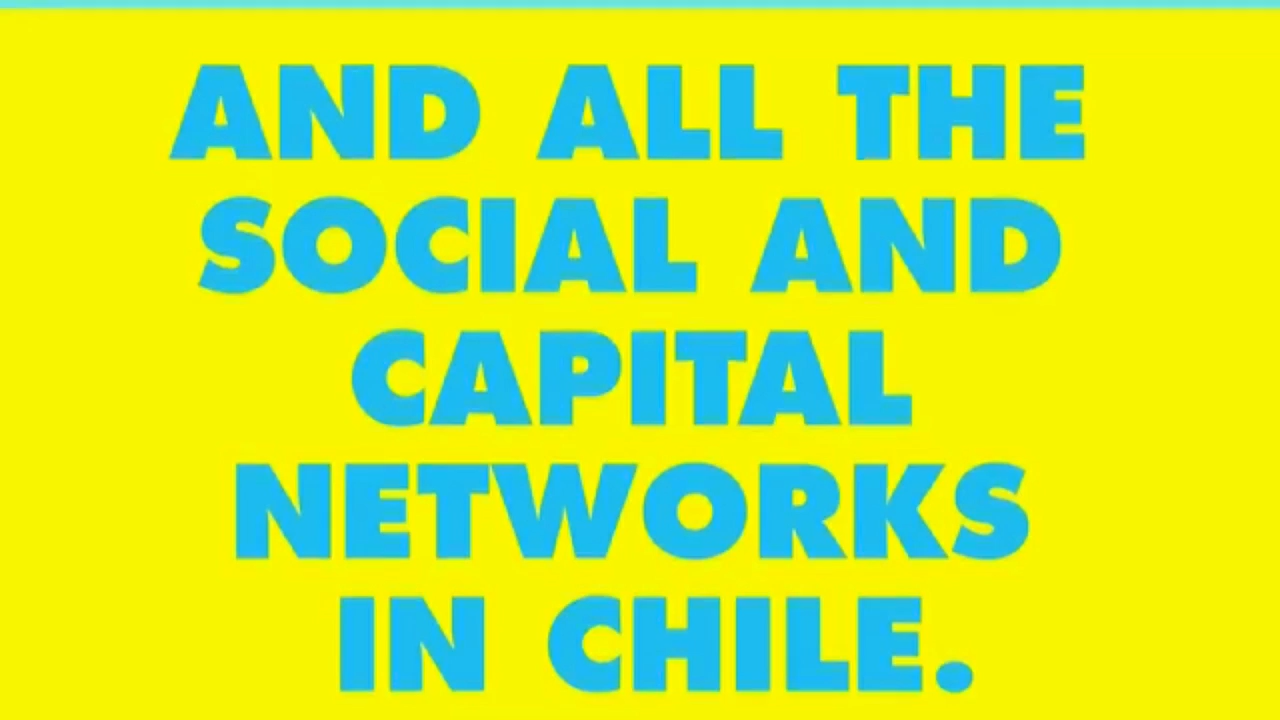 AND ALL THE
SOCIAL AND
CAPITAL
NETWORKS
IN CHILE.